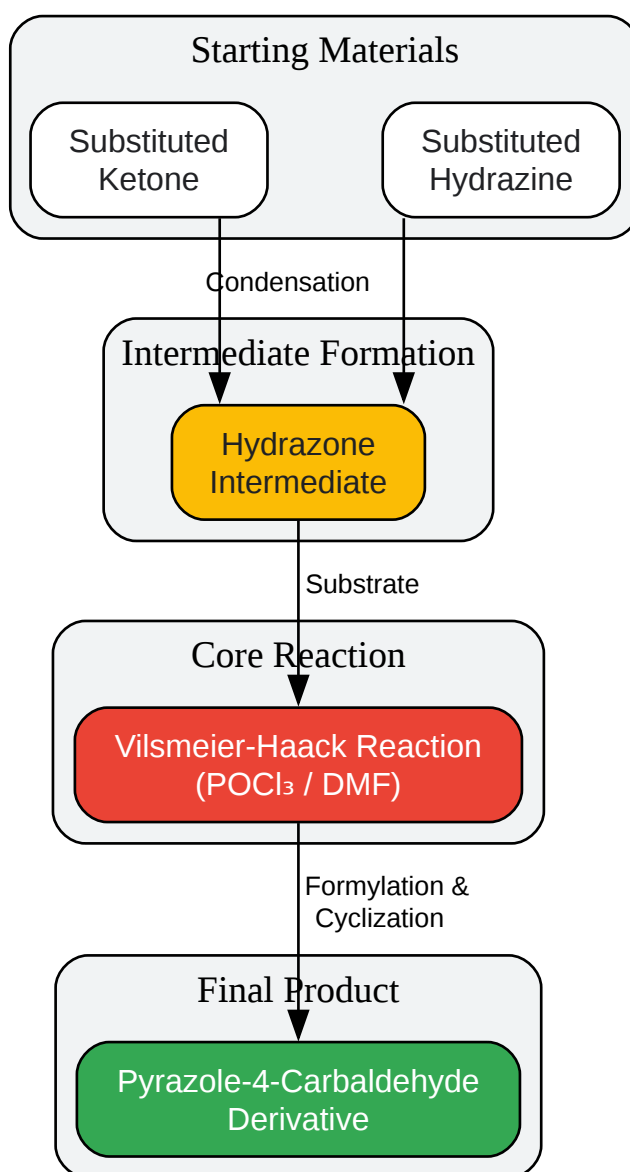 Starting Materials
Substituted
Ketone
Substituted
Hydrazine
Condensation
Intermediate Formation
Hydrazone
Intermediate
Substrate
Core Reaction
Vilsmeier-Haack Reaction
(POCl₃ / DMF)
Formylation &
Cyclization
Final Product
Pyrazole-4-Carbaldehyde
Derivative